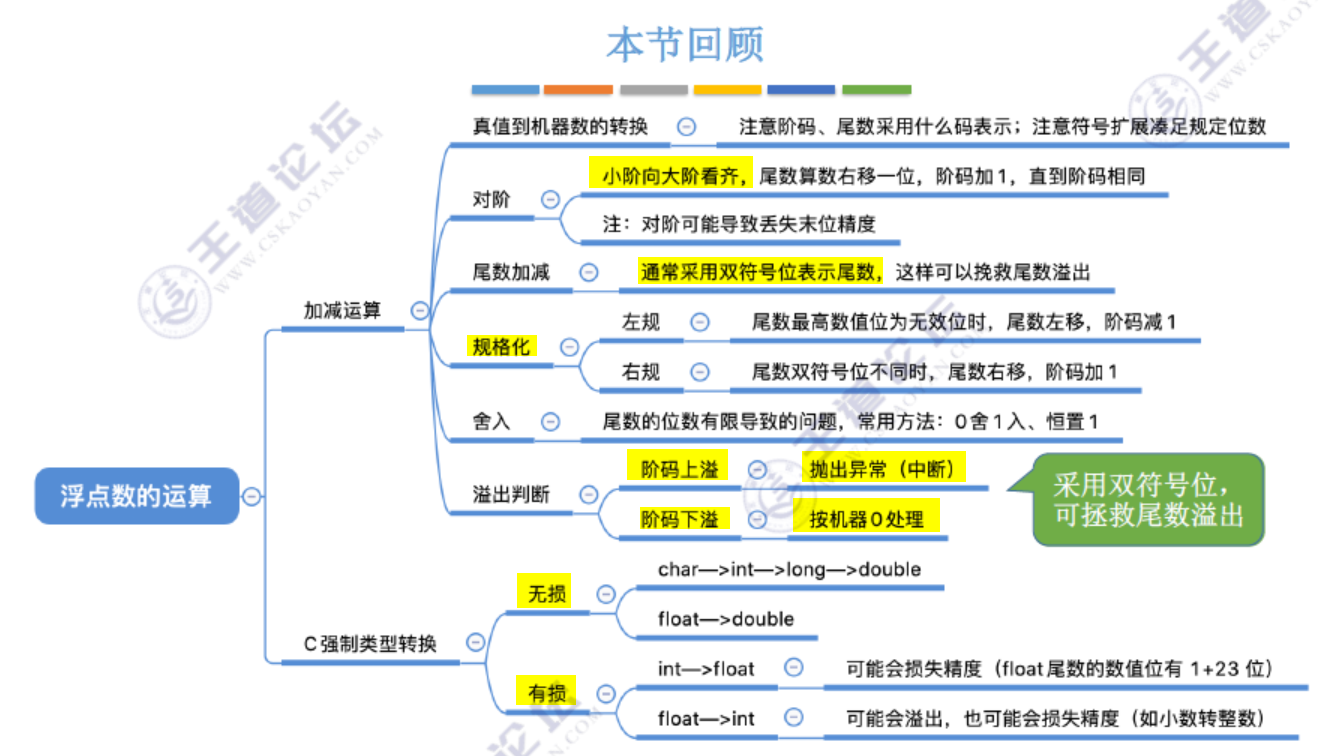 本节回顾
真值到机器数的转换
注意阶码、尾数采用什么码表示；注意符号扩展凑足规定位数
小阶向大阶看齐，尾数算数右移一位，阶码加1，直到阶码相同
对阶
注：对阶可能导致丢失末位精度
尾数加减
通常采用双符号位表示尾数，这样可以挽救尾数溢出
加减运算
左规
尾数最高数值位为无效位时，尾数左移，阶码减1
规格化
右规
尾数双符号位不同时，尾数右移，阶码加1
舍入
尾数的位数有限导致的问题，常用方法：0舍1入、恒置1
阶码上溢
抛出异常（中断）
溢出判断
阶码下溢
按机器0处理
采用双符号位，
可拯救尾数溢出
浮点数的运算
char—>int—>long—>double
无损
float—>double
C强制类型转换
int—>float
可能会损失精度（float尾数的数值位有 1+23 位）
有损
float—>int
可能会溢出，也可能会损失精度（如小数转整数）
王道论坛
WWW.CSKAOYAN.COM